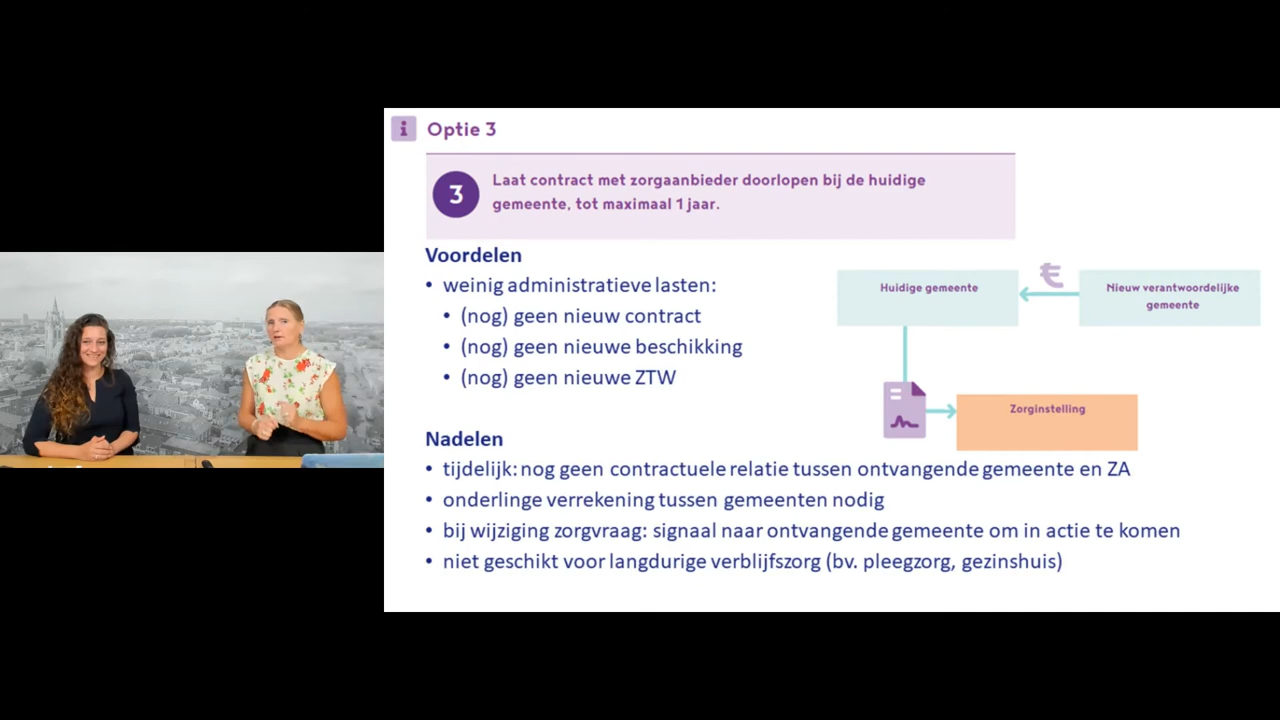 Optie 3
3
Laat contract met zorgaanbieder doorlopen bij de huidige
gemeente, tot maximaal 1 jaar.
Voordelen
• weinig administratieve lasten:
• (nog) geen nieuw contract
• (nog) geen nieuwe beschikking
• (nog) geen nieuwe ZTW
Huidige gemeente
€
Nieuw verantwoordelijke
gemeente
Zorginstelling
Nadelen
• tijdelijk: nog geen contractuele relatie tussen ontvangende gemeente en ZA
• onderlinge verrekening tussen gemeenten nodig
• bij wijziging zorgvraag: signaal naar ontvangende gemeente om in actie te komen
• niet geschikt voor langdurige verblijfszorg (bv. pleegzorg, gezinshuis)